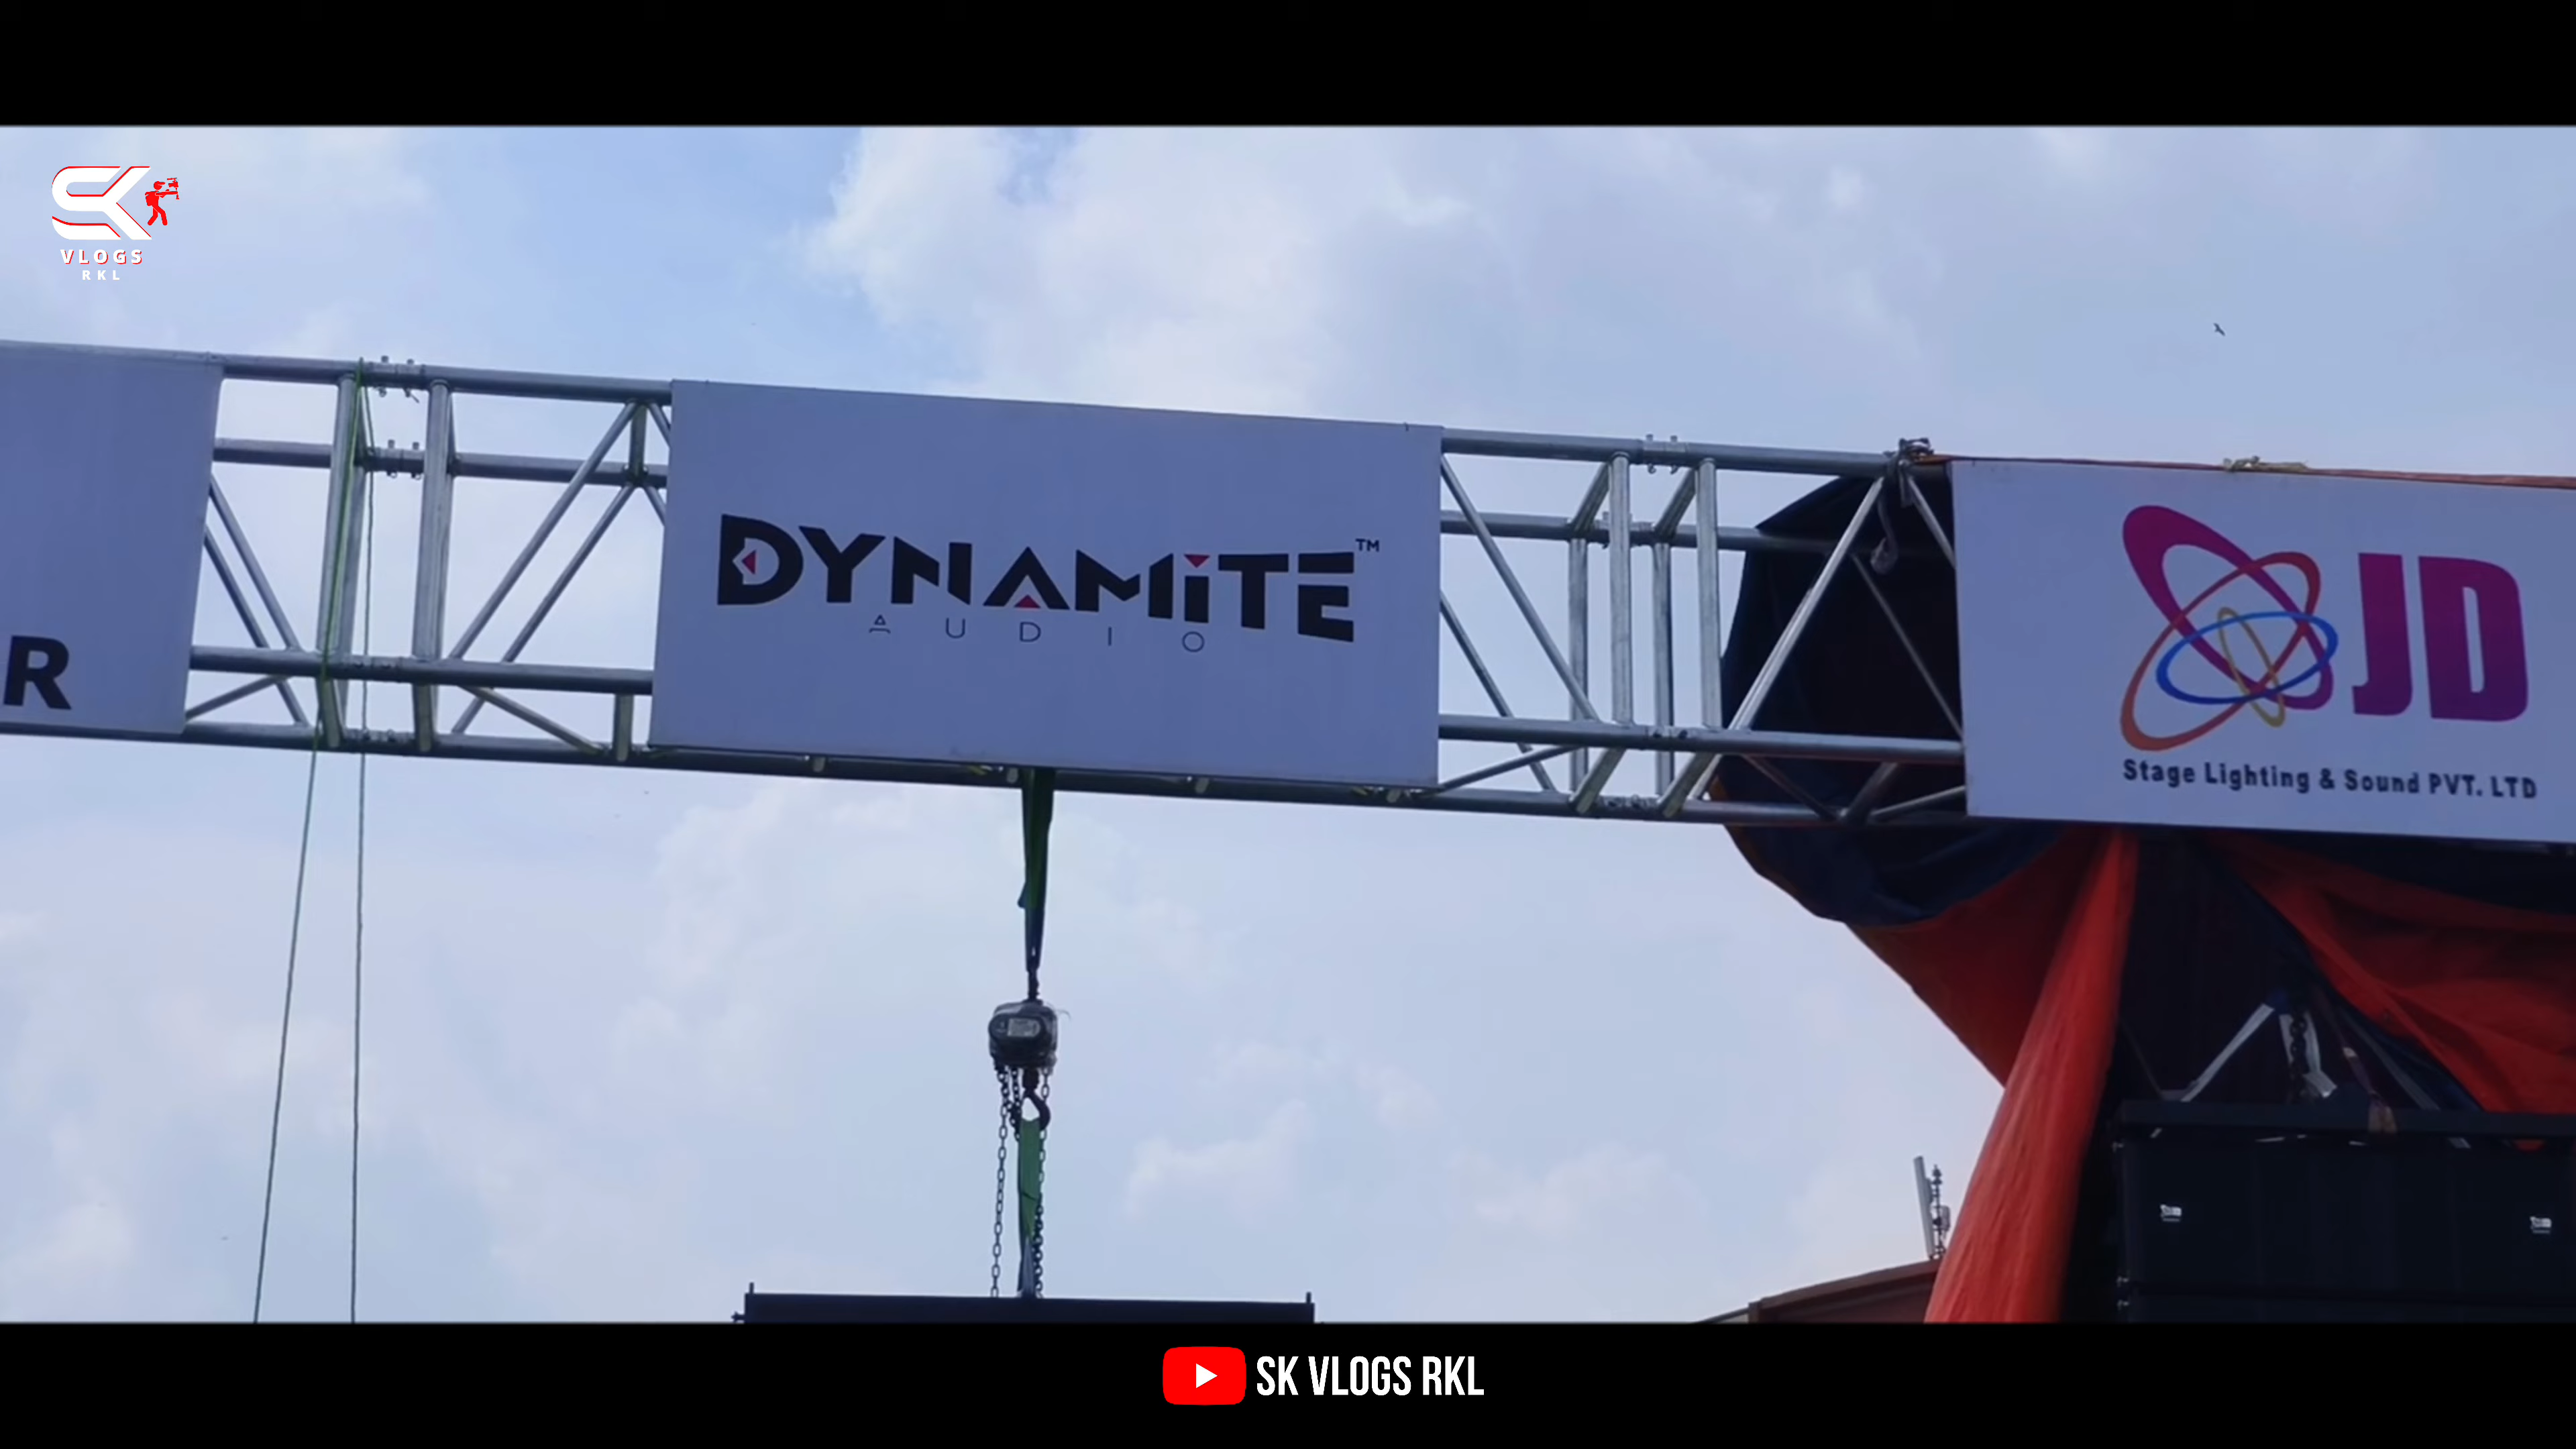 SK
VLOGS
RKL
R
DYNAMiTE™
AUDIO
JD
Stage Lighting & Sound PVT. LTD
SK VLOGS RKL